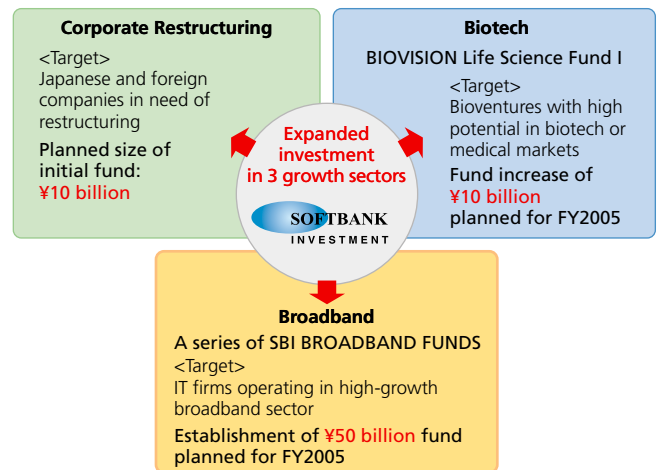 Corporate Restructuring
<Target>
Japanese and foreign
companies in need of
restructuring
Planned size of
initial fund:
¥10 billion
Biotech
BIOVISION Life Science Fund I
<Target>
Bioventures with high
potential in biotech or
medical markets
Fund increase of
¥10 billion
planned for FY2005
Expanded
investment
in 3 growth sectors
SOFTBANK
INVESTMENT
Broadband
A series of SBI BROADBAND FUNDS
<Target>
IT firms operating in high-growth
broadband sector
Establishment of ¥50 billion fund
planned for FY2005